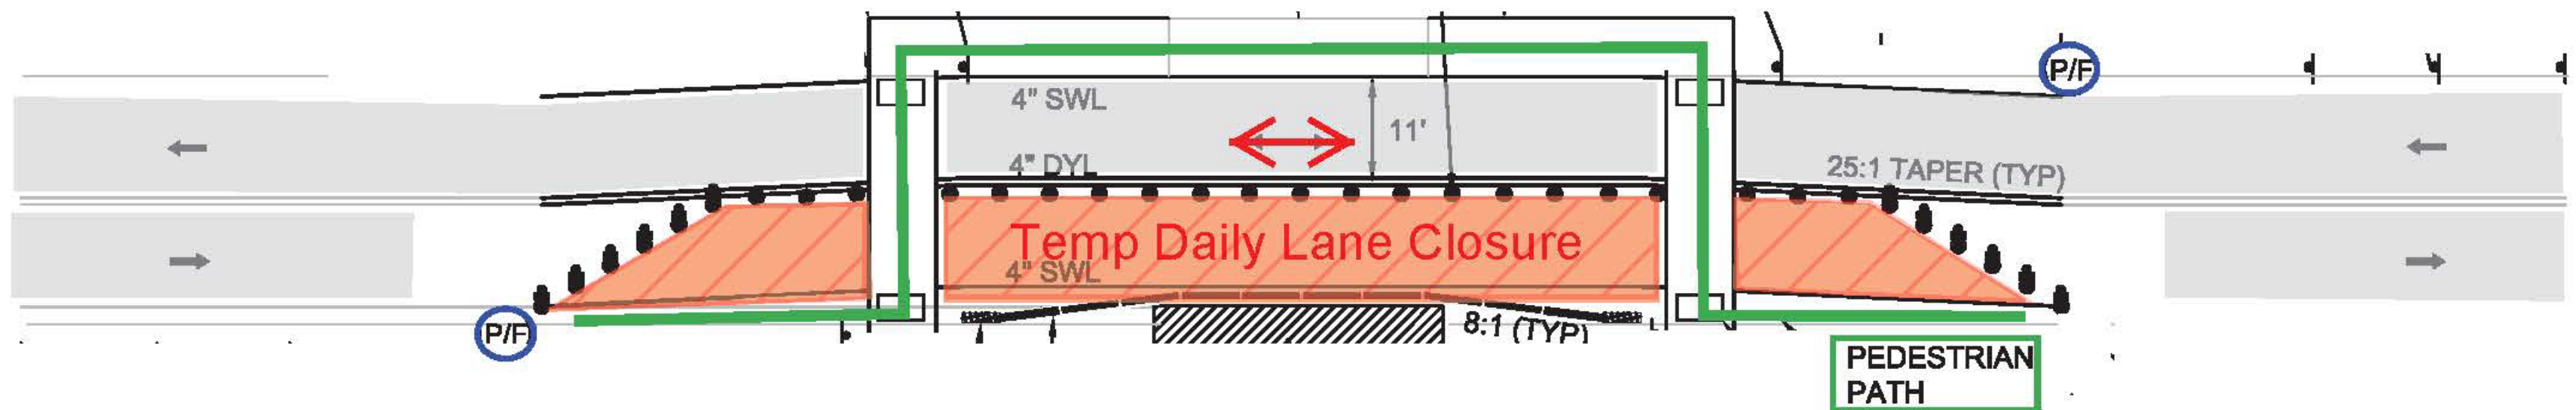 P/F
4" SWL
11'
4" DYL
25:1 TAPER (TYP)
Temp Daily Lane Closure
4" SWL
P/F
8:1 (TYP)
PEDESTRIAN
PATH